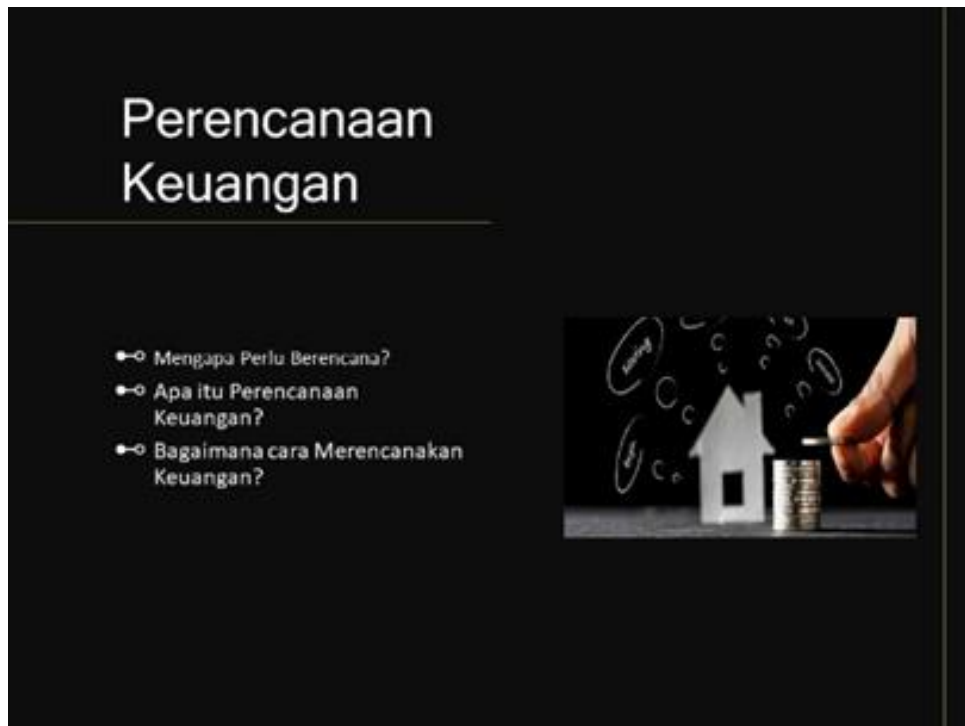 Perencanaan
Keuangan
Mengapa Perlu Berencana?
Apa itu Perencanaan
Keuangan?
Bagaimana cara Merencanakan
Keuangan?